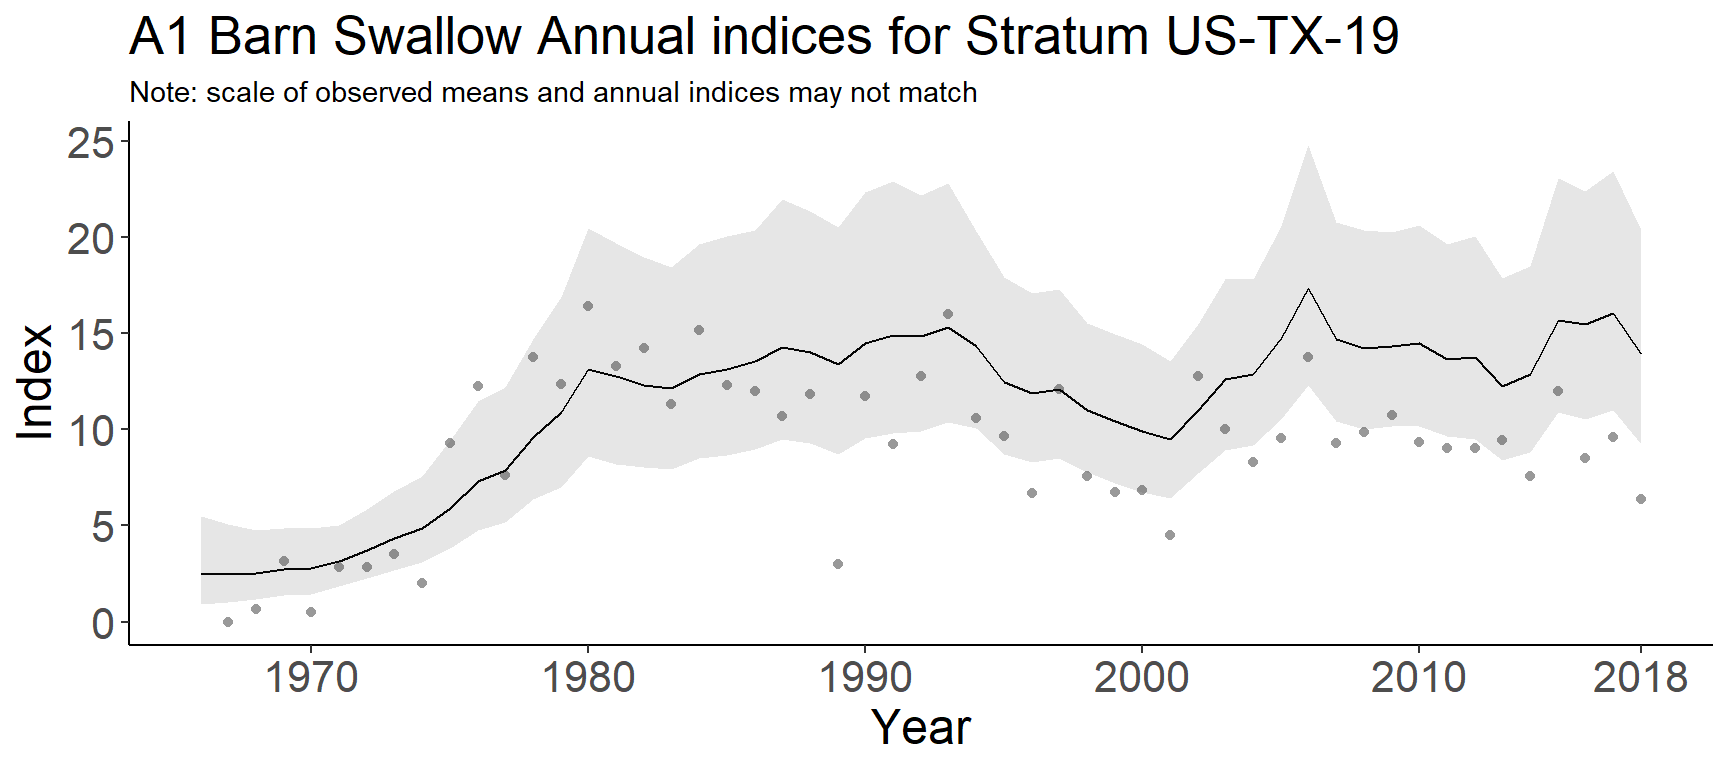 A1 Barn Swallow Annual indices for Stratum US-TX-19
Note: scale of observed means and annual indices may not match
25
20
15
10
5
0
Index
1970 1980 1990 2000 2010 2018
Year